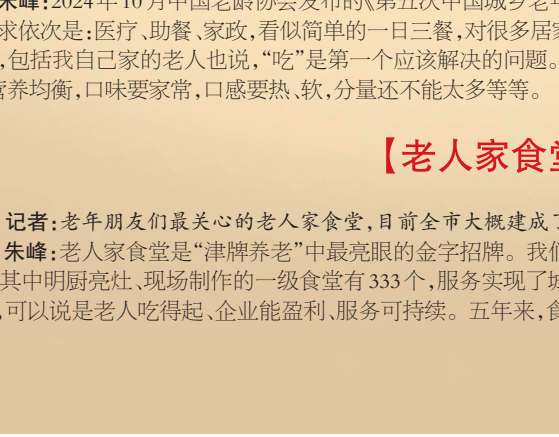 朱峰:2024年10月中国老龄协会发布的《第五次中国城乡老年
求依次是:医疗、助餐、家政,看似简单的一日三餐,对很多居家
,包括我自己家的老人也说,“吃”是第一个应该解决的问题。
营养均衡,口味要家常,口感要热、软,分量还不能太多等等。
【老人家食堂
记者:老年朋友们最关心的老人家食堂,目前全市大概建成了
朱峰:老人家食堂是“津牌养老”中最亮眼的金字招牌。我们
其中明厨亮灶、现场制作的一级食堂有333个,服务实现了城
,可以说是老人吃得起、企业能盈利、服务可持续。五年来,食